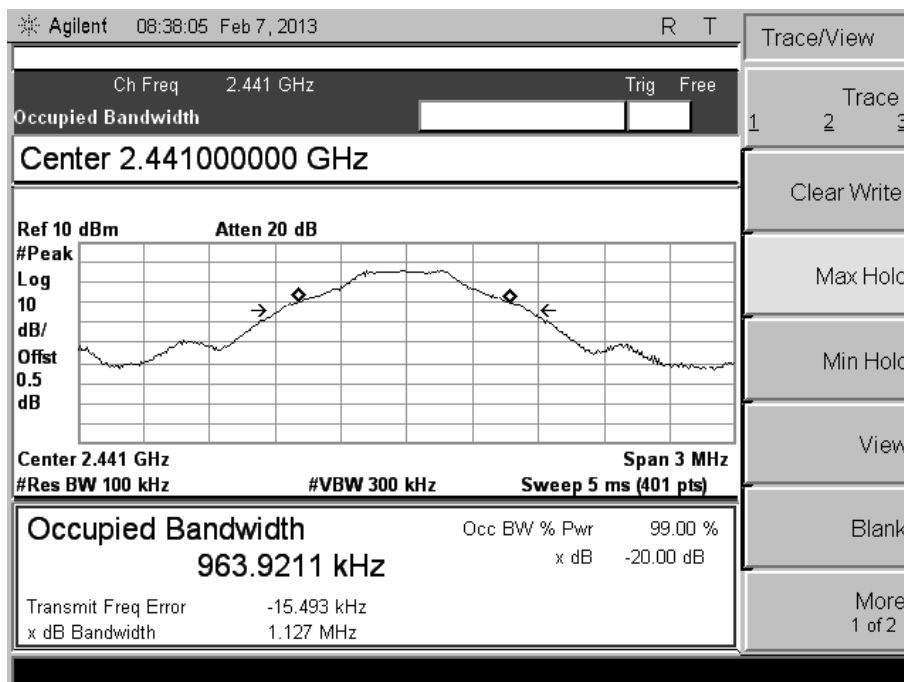 Agilent 08:38:05 Feb 7, 2013 R T
Ch Freq 2.441 GHz Trig Free
Occupied Bandwidth
Center 2.441000000 GHz
Ref 10 dBm Atten 20 dB
#Peak
Log
10
dB/
Offst
0.5
dB
Center 2.441 GHz Span 3 MHz
#Res BW 100 kHz #VBW 300 kHz Sweep 5 ms (401 pts)
Occupied Bandwidth
963.9211 kHz
Occ BW % Pwr 99.00 %
x dB -20.00 dB
Transmit Freq Error -15.493 kHz
x dB Bandwidth 1.127 MHz
Trace/View
Trace
1 2 3
Clear Write
Max Hold
Min Hold
View
Blank
More
1 of 2